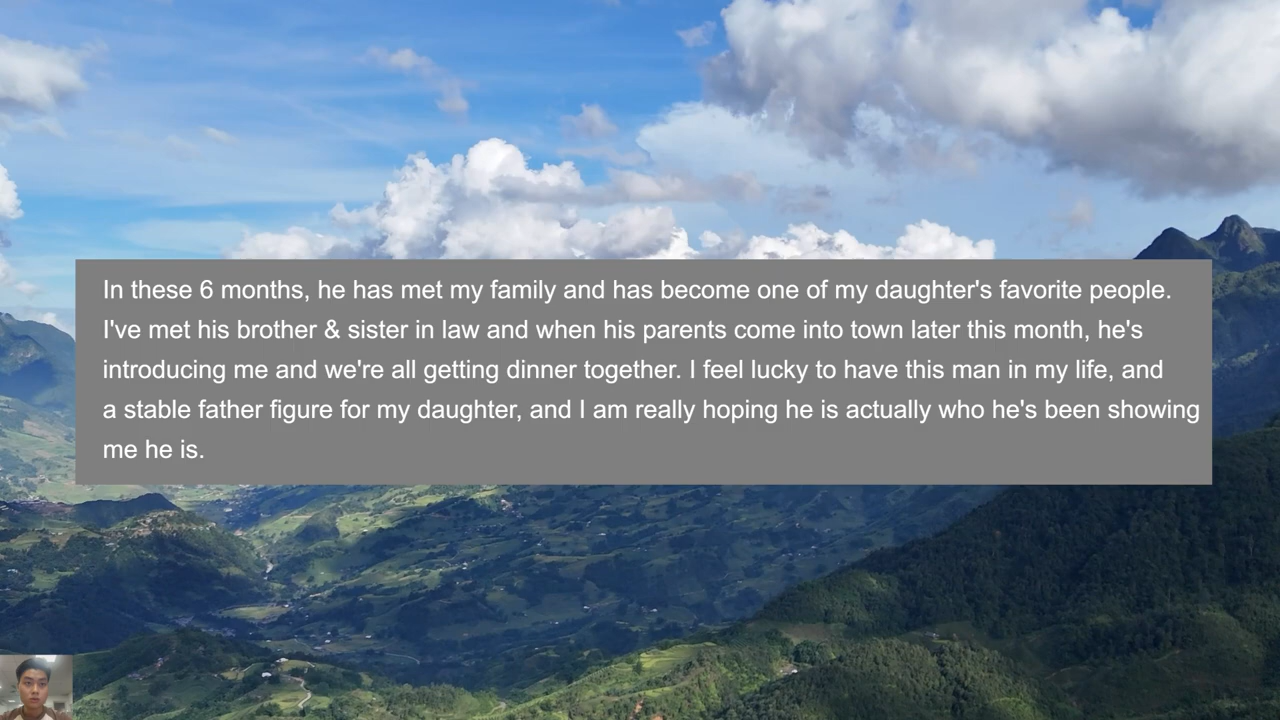 In these 6 months, he has met my family and has become one of my daughter's favorite people.
I've met his brother & sister in law and when his parents come into town later this month, he's
introducing me and we're all getting dinner together. I feel lucky to have this man in my life, and
a stable father figure for my daughter, and I am really hoping he is actually who he's been showing
me he is.